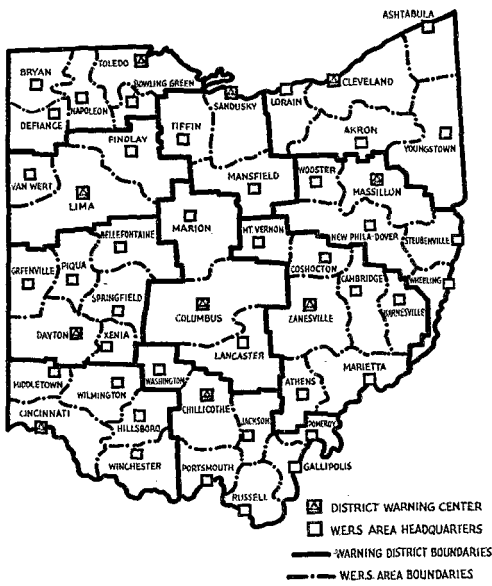 ASHTABULA
TOLEDO
BRYAN
BOWLING GREEN
CLEVELAND
NAPOLEON
SANDUSKY
LORAIN
DEFIANCE
TIFFIN
AKRON
FINDLAY
YOUNGSTOWN
VAN WERT
MANSFIELD
WOOSTER
MASSILLON
LIMA
MARION
BELLEFONTAINE
MT. VERNON
NEW PHILA-DOVER
STEUBENVILLE
COSHOCTON
GREENVILLE
PIQUA
CAMBRIDGE
WHEELING
SPRINGFIELD
COLUMBUS
ZANESVILLE
BARNESVILLE
DAYTON
XENIA
LANCASTER
MARIETTA
MIDDLETOWN
WASHINGTON
ATHENS
WILMINGTON
CINCINNATI
CHILLICOTHE
HILLSBORO
JACKSON
POMEROY
WINCHESTER
PORTSMOUTH
GALLIPOLIS
RUSSELL
DISTRICT WARNING CENTER
W.E.R.S. AREA HEADQUARTERS
WARNING DISTRICT BOUNDARIES
W.E.R.S. AREA BOUNDARIES